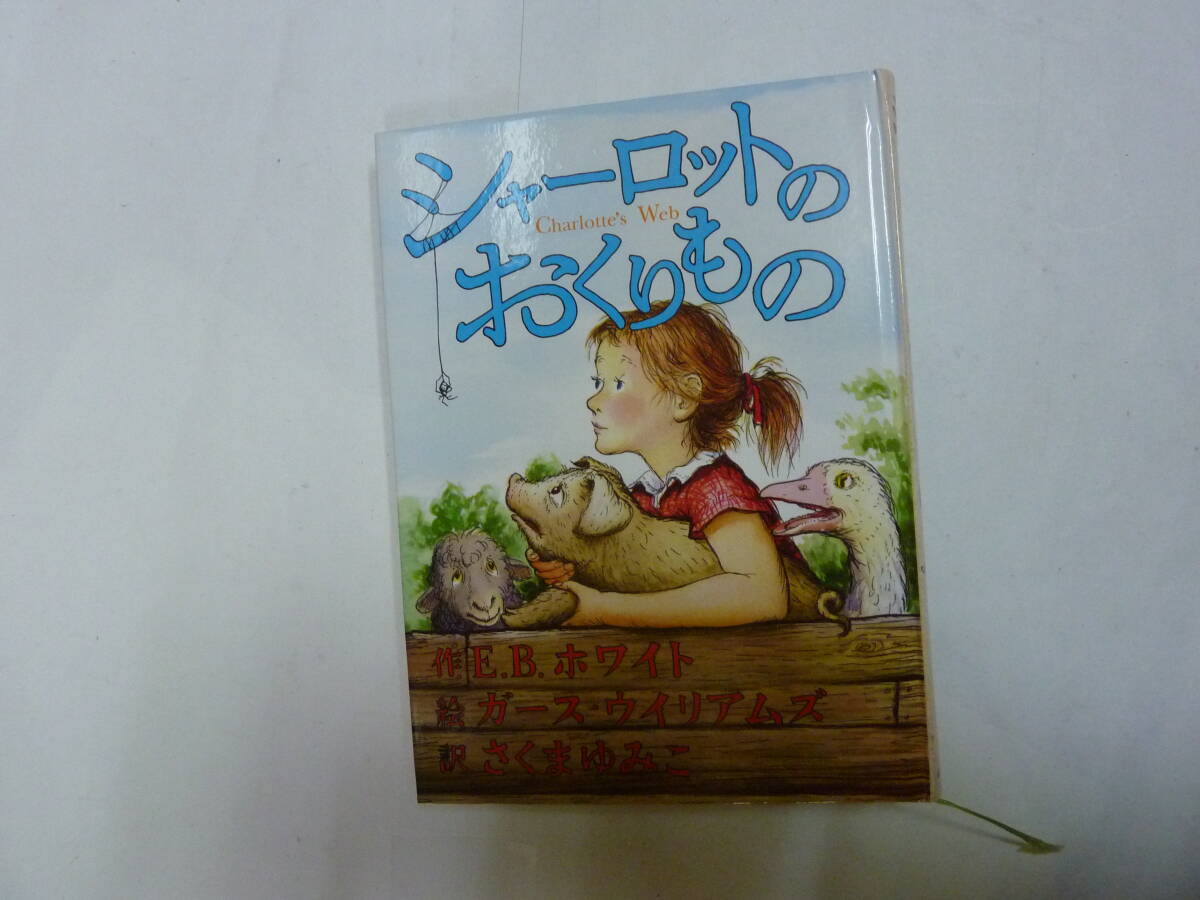 シャーロットの
Charlotte's Web
おくりもの
作 E.B.ホワイト
絵 ガース・ウイリアムズ
訳 さくまゆみこ